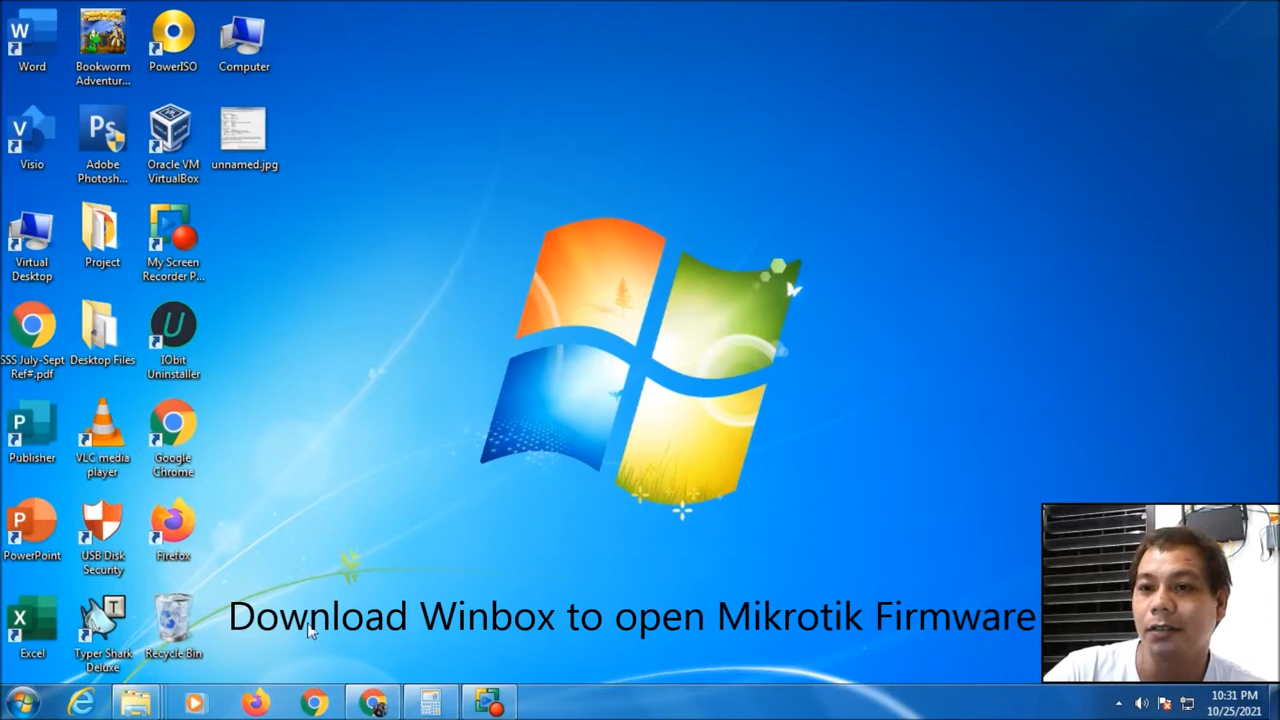 Word
Bookworm
Adventur...
PowerISO
Computer
Visio
Adobe
Photosh...
Oracle VM
VirtualBox
unnamed.jpg
Virtual
Desktop
Project
My Screen
Recorder P...
SSS July-Sept
Ref#.pdf
Desktop Files
IObit
Uninstaller
Publisher
VLC media
player
Google
Chrome
PowerPoint
USB Disk
Security
Firefox
Excel
Typer Shark
Deluxe
Recycle Bin
Download Winbox to open Mikrotik Firmware
10:31 PM
10/25/2021